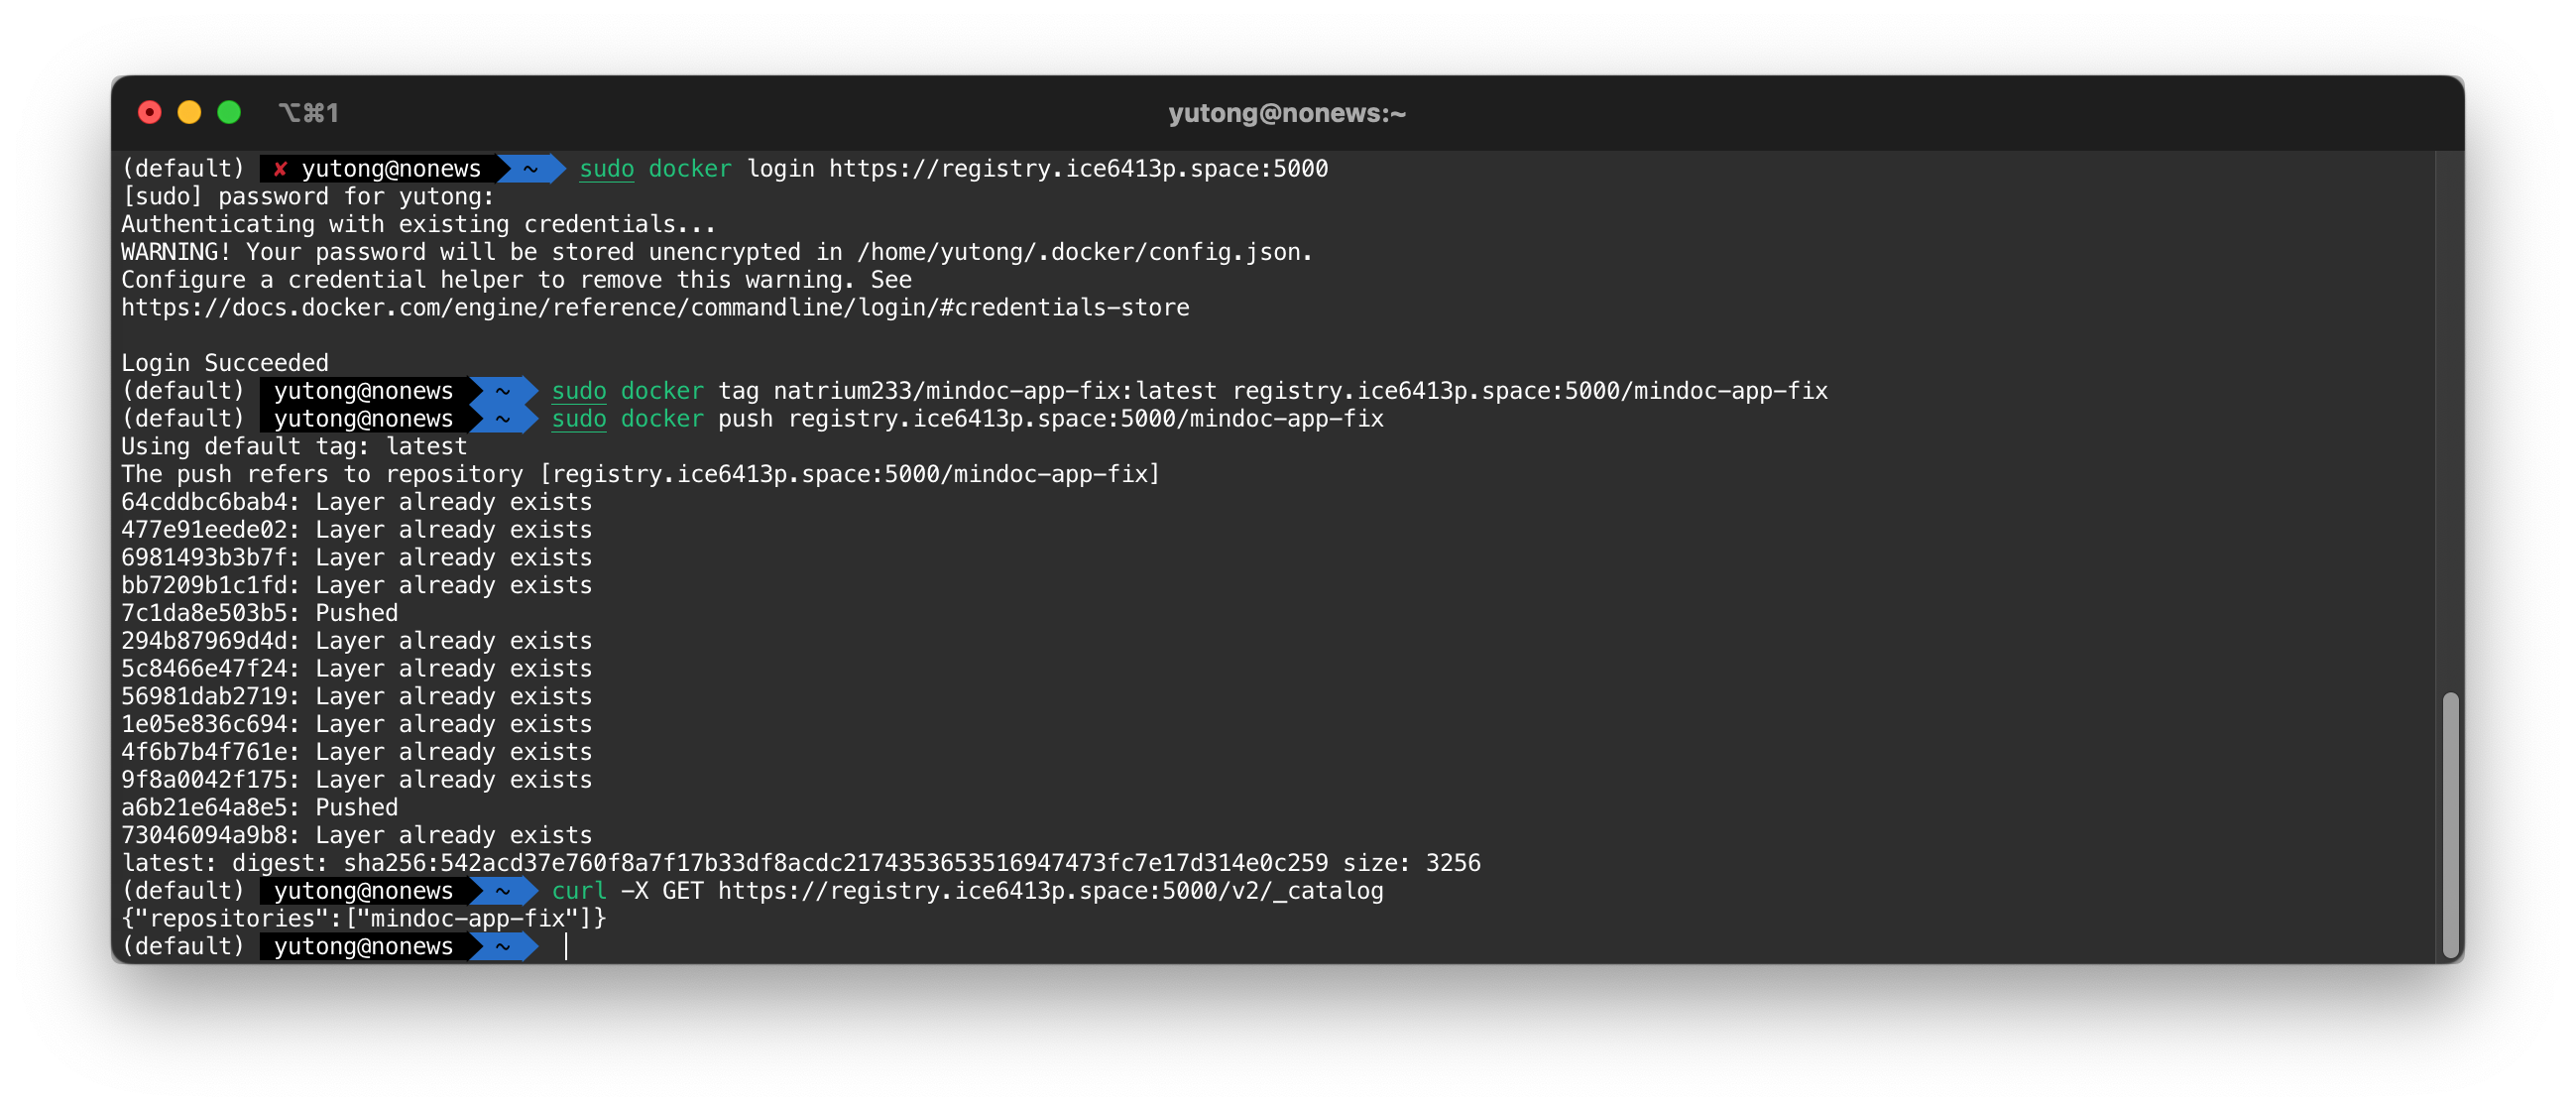 ⌥⌘1
yutong@nonews:~
(default) ✘ yutong@nonews ~ sudo docker login https://registry.ice6413p.space:5000
[sudo] password for yutong:
Authenticating with existing credentials...
WARNING! Your password will be stored unencrypted in /home/yutong/.docker/config.json.
Configure a credential helper to remove this warning. See
https://docs.docker.com/engine/reference/commandline/login/#credentials-store
Login Succeeded
(default) yutong@nonews ~ sudo docker tag natrium233/mindoc-app-fix:latest registry.ice6413p.space:5000/mindoc-app-fix
(default) yutong@nonews ~ sudo docker push registry.ice6413p.space:5000/mindoc-app-fix
Using default tag: latest
The push refers to repository [registry.ice6413p.space:5000/mindoc-app-fix]
64cddbc6bab4: Layer already exists
477e91eede02: Layer already exists
6981493b3b7f: Layer already exists
bb7209b1c1fd: Layer already exists
7c1da8e503b5: Pushed
294b87969d4d: Layer already exists
5c8466e47f24: Layer already exists
56981dab2719: Layer already exists
1e05e836c694: Layer already exists
4f6b7b4f761e: Layer already exists
9f8a0042f175: Layer already exists
a6b21e64a8e5: Pushed
73046094a9b8: Layer already exists
latest: digest: sha256:542acd37e760f8a7f17b33df8acdc2174353653516947473fc7e17d314e0c259 size: 3256
(default) yutong@nonews ~ curl -X GET https://registry.ice6413p.space:5000/v2/_catalog
{"repositories":["mindoc-app-fix"]}
(default) yutong@nonews ~